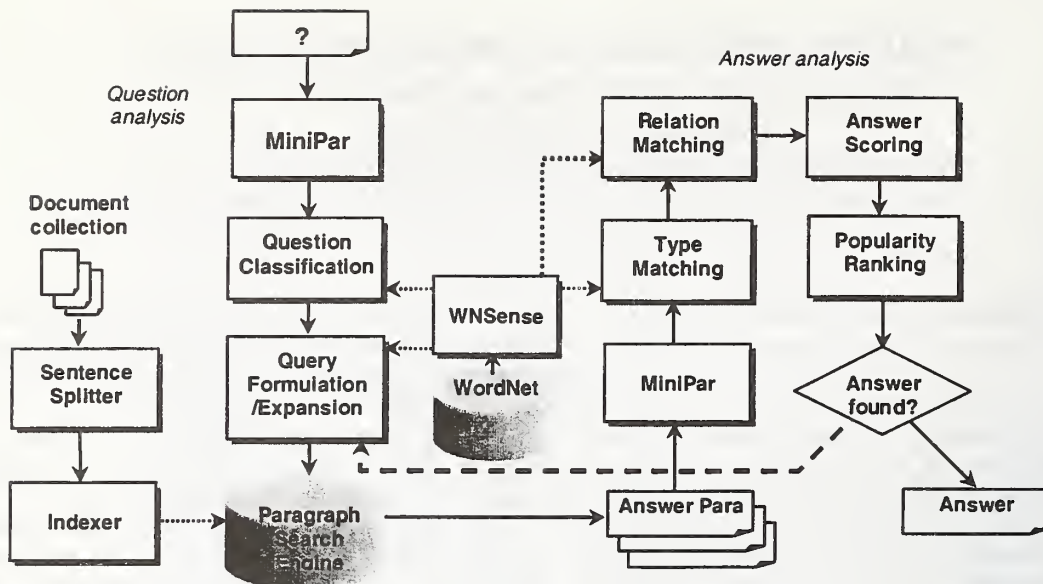 ?
Question
analysis
MiniPar
Document
collection
Question
Classification
Sentence
Splitter
Query
Formulation
/Expansion
Indexer
Paragraph
Search
Engine
WNSense
WordNet
Answer analysis
Relation
Matching
Answer
Scoring
Type
Matching
Popularity
Ranking
MiniPar
Answer
found?
Answer Para
Answer